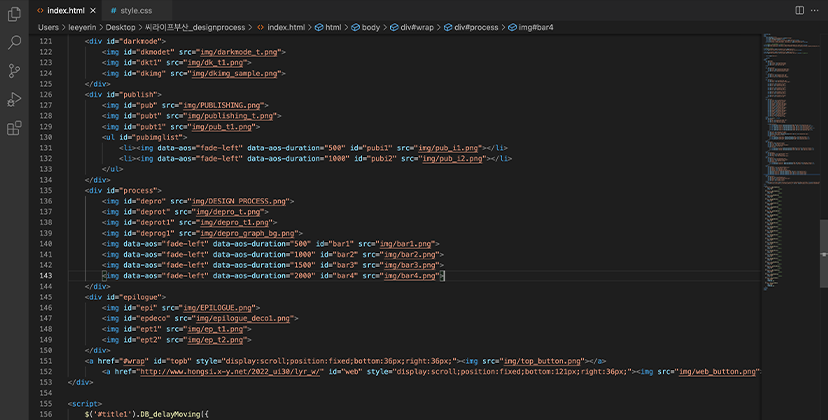 index.html ×
style.css
Users > leeyerin > Desktop > 씨라이프부산_designprocess > index.html > html > body > div#wrap > div#process > img#bar4
121 <div id="darkmode">
122 <img id="dkmodet" src="img/darkmode_t.png">
123 <img id="dkt1" src="img/dk_t1.png">
124 <img id="dkimg" src="img/dkimg_sample.png">
125 </div>
126 <div id="publish">
127 <img id="pub" src="img/PUBLISHING.png">
128 <img id="pubt" src="img/publishing_t.png">
129 <img id="pubt1" src="img/pub_t1.png">
130 <ul id="pubimglist">
131 <li><img data-aos="fade-left" data-aos-duration="500" id="pubi1" src="img/pub_i1.png"></li>
132 <li><img data-aos="fade-left" data-aos-duration="1000" id="pubi2" src="img/pub_i2.png"></li>
133 </ul>
134 </div>
135 <div id="process">
136 <img id="depro" src="img/DESIGN PROCESS.png">
137 <img id="deprot" src="img/depro_t.png">
138 <img id="deprot1" src="img/depro_t1.png">
139 <img id="deprog1" src="img/depro_graph_bg.png">
140 <img data-aos="fade-left" data-aos-duration="500" id="bar1" src="img/bar1.png">
141 <img data-aos="fade-left" data-aos-duration="1000" id="bar2" src="img/bar2.png">
142 <img data-aos="fade-left" data-aos-duration="1500" id="bar3" src="img/bar3.png">
143 <img data-aos="fade-left" data-aos-duration="2000" id="bar4" src="img/bar4.png">
144 </div>
145 <div id="epilogue">
146 <img id="epi" src="img/EPILOGUE.png">
147 <img id="epdeco" src="img/epilogue_deco1.png">
148 <img id="ept1" src="img/ep_t1.png">
149 <img id="ept2" src="img/ep_t2.png">
150 </div>
151 <a href="#wrap" id="topb" style="display:scroll;position:fixed;bottom:36px;right:36px;"><img src="img/top_button.png"></a>
152 <a href="http://www.hongsi.x-y.net/2022_ui30/lyr_w/" id="web" style="display:scroll;position:fixed;bottom:121px;right:36px;"><img src="img/web_button.png"
153 </div>
154
155 <script>
156 $('#title1').DB_delayMoving({